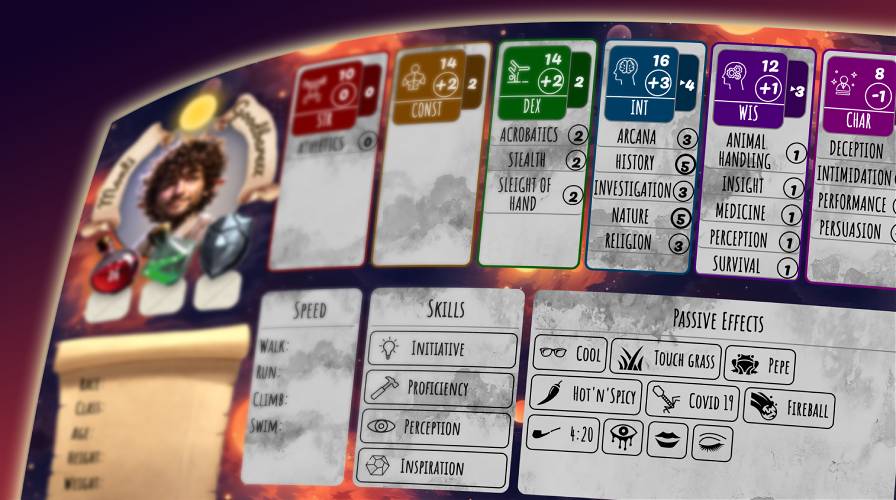 10
0
0
STR
ATHLETICS 0
14
+2
2
CONST
14
+2
2
DEX
ACROBATICS 2
STEALTH 2
SLEIGHT OF
HAND 2
16
+3
4
INT
ARCANA 3
HISTORY 5
INVESTIGATION 3
NATURE 5
RELIGION 3
12
+1
3
WIS
ANIMAL
HANDLING 1
INSIGHT 1
MEDICINE 1
PERCEPTION 1
SURVIVAL 1
8
-1
CHAR
DECEPTION
INTIMIDATION
PERFORMANCE
PERSUASION
SPEED
WALK:
RUN:
CLIMB:
SWIM:
SKILLS
INITIATIVE
PROFICIENCY
PERCEPTION
INSPIRATION
PASSIVE EFFECTS
COOL TOUCH GRASS PEPE
HOT'N'SPICY COVID 19 FIREBALL
4:20
RACE:
CLASS:
AGE:
HEIGHT:
WEIGHT: